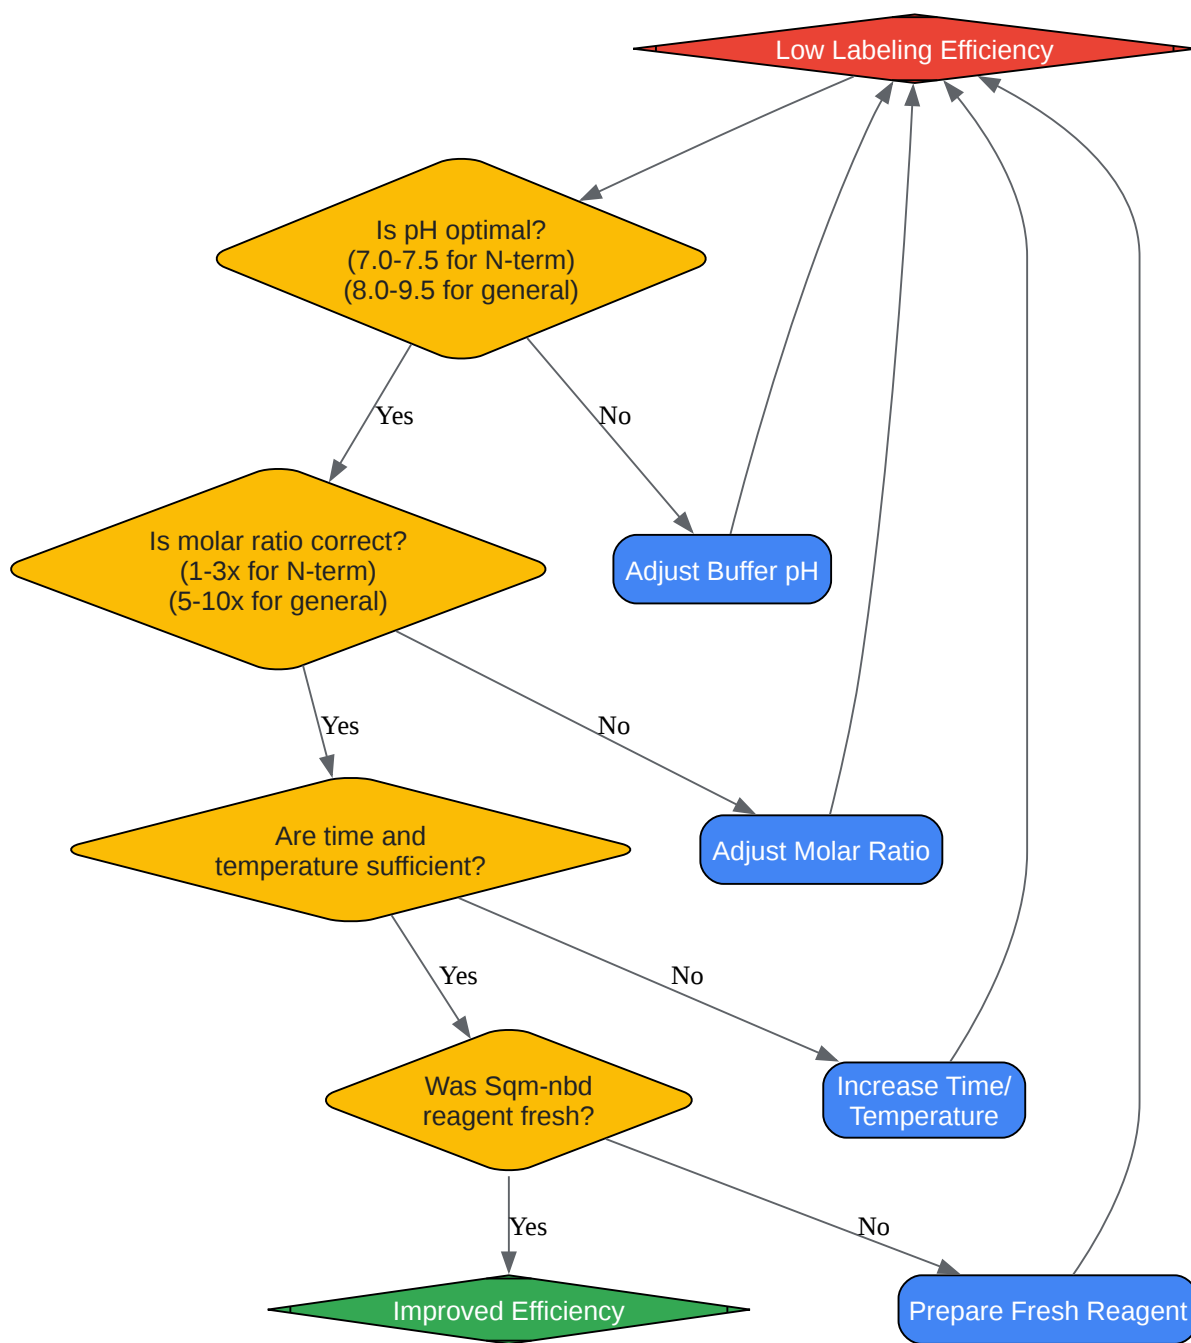 Low Labeling Efficiency
Is pH optimal?
(7.0-7.5 for N-term)
(8.0-9.5 for general)
Yes
No
Is molar ratio correct?
(1-3x for N-term)
(5-10x for general)
Adjust Buffer pH
Yes
No
Are time and
temperature sufficient?
Adjust Molar Ratio
Yes
No
Was Sqm-nbd
reagent fresh?
Increase Time/
Temperature
Yes
No
Improved Efficiency
Prepare Fresh Reagent